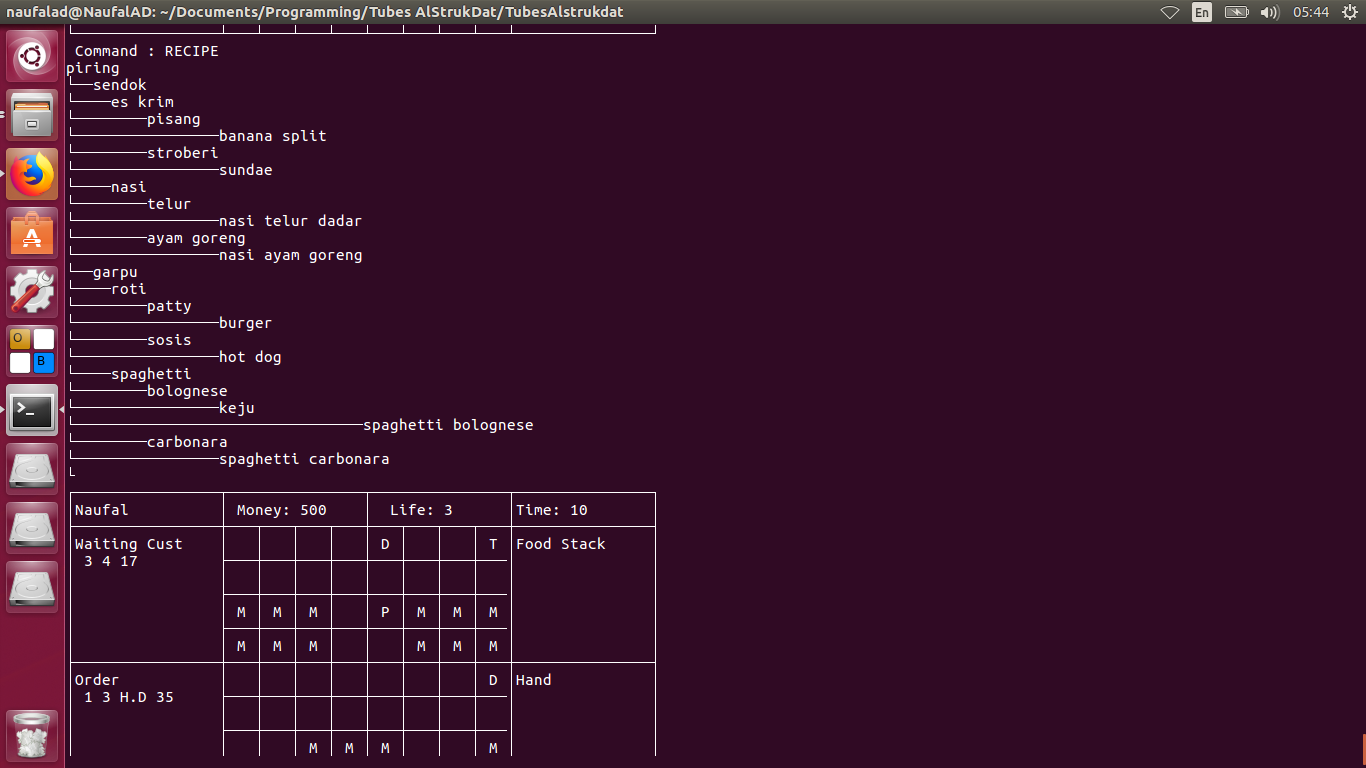 naufalad@NaufalAD: ~/Documents/Programming/Tubes AlStrukDat/TubesAlstrukdat
En
05:44
Command : RECIPE
piring
└──sendok
└────es krim
└────────pisang
└────────────────banana split
└────────stroberi
└────────────────sundae
└────nasi
└────────telur
└────────────────nasi telur dadar
└────────ayam goreng
└────────────────nasi ayam goreng
└──garpu
└────roti
└────────patty
└────────────────burger
└────────sosis
└────────────────hot dog
└────spaghetti
└────────bolognese
└────────────────keju
└────────────────────────────────spaghetti bolognese
└────────carbonara
└────────────────spaghetti carbonara
└
Naufal Money: 500 Life: 3 Time: 10
Waiting Cust D T Food Stack
3 4 17
M M M P M M M
M M M M M M
Order D Hand
1 3 H.D 35
M M M M
O
B
>_